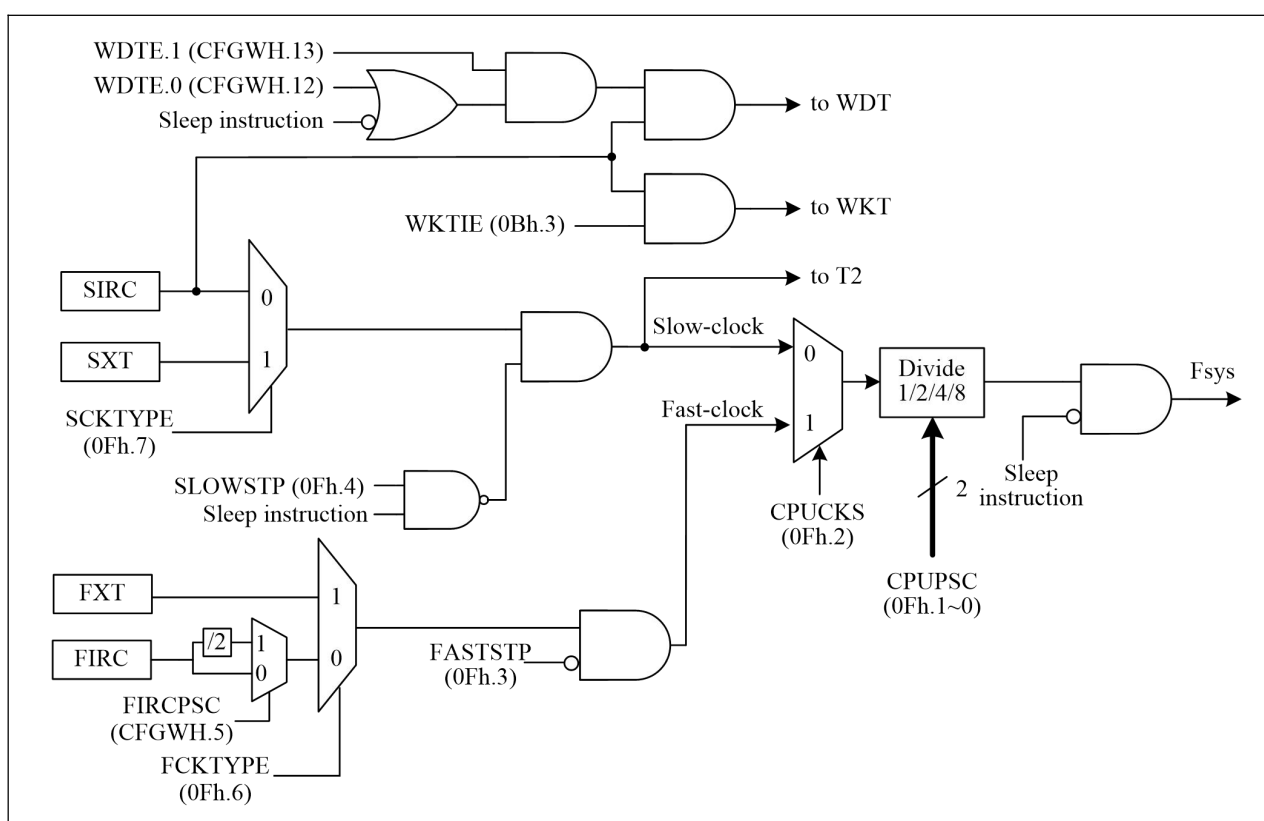 WDTE.1 (CFGWH.13)
WDTE.0 (CFGWH.12)
Sleep instruction
to WDT
WKTIE (0Bh.3)
to WKT
SIRC
0
to T2
SXT
1
Slow-clock
0
Divide
1/2/4/8
Fsys
SCKTYPE
(0Fh.7)
Fast-clock
1
SLOWSTP (0Fh.4)
Sleep instruction
CPUCKS
(0Fh.2)
2
Sleep
instruction
CPUPSC
(0Fh.1~0)
FXT
1
FIRC
/2
1
0
0
FASTSTP
(0Fh.3)
FIRCPSC
(CFGWH.5)
FCKTYPE
(0Fh.6)